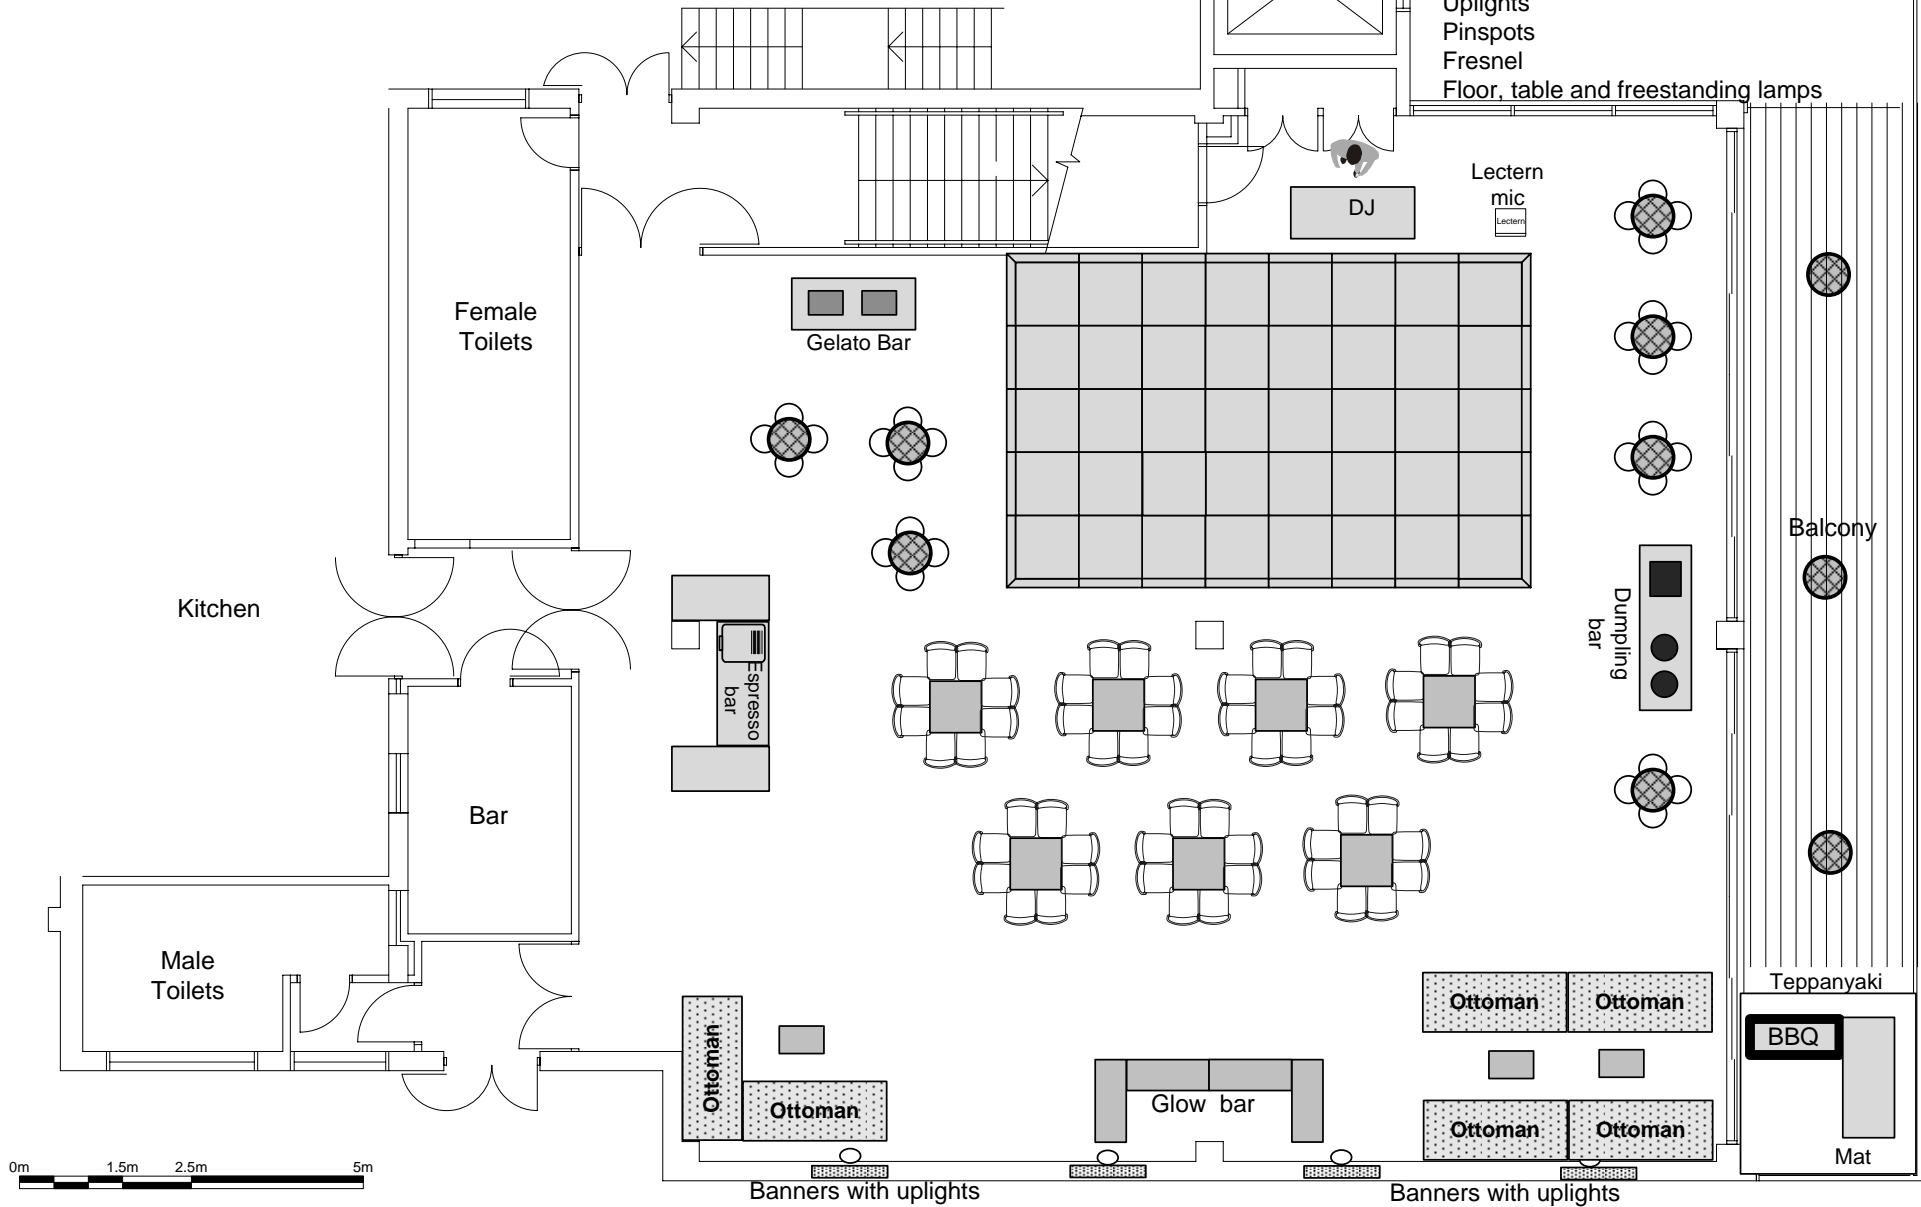 Uplights
Pinspots
Fresnel
Floor, table and freestanding lamps
Lectern
mic
Lectern
DJ
Female
Toilets
Gelato Bar
Balcony
Kitchen
Dumpling
bar
Espresso
bar
Bar
Male
Toilets
Teppanyaki
Ottoman
Ottoman
BBQ
Ottoman
Ottoman
Glow bar
Ottoman
Ottoman
Mat
0m
1.5m
2.5m
5m
Banners with uplights
Banners with uplights